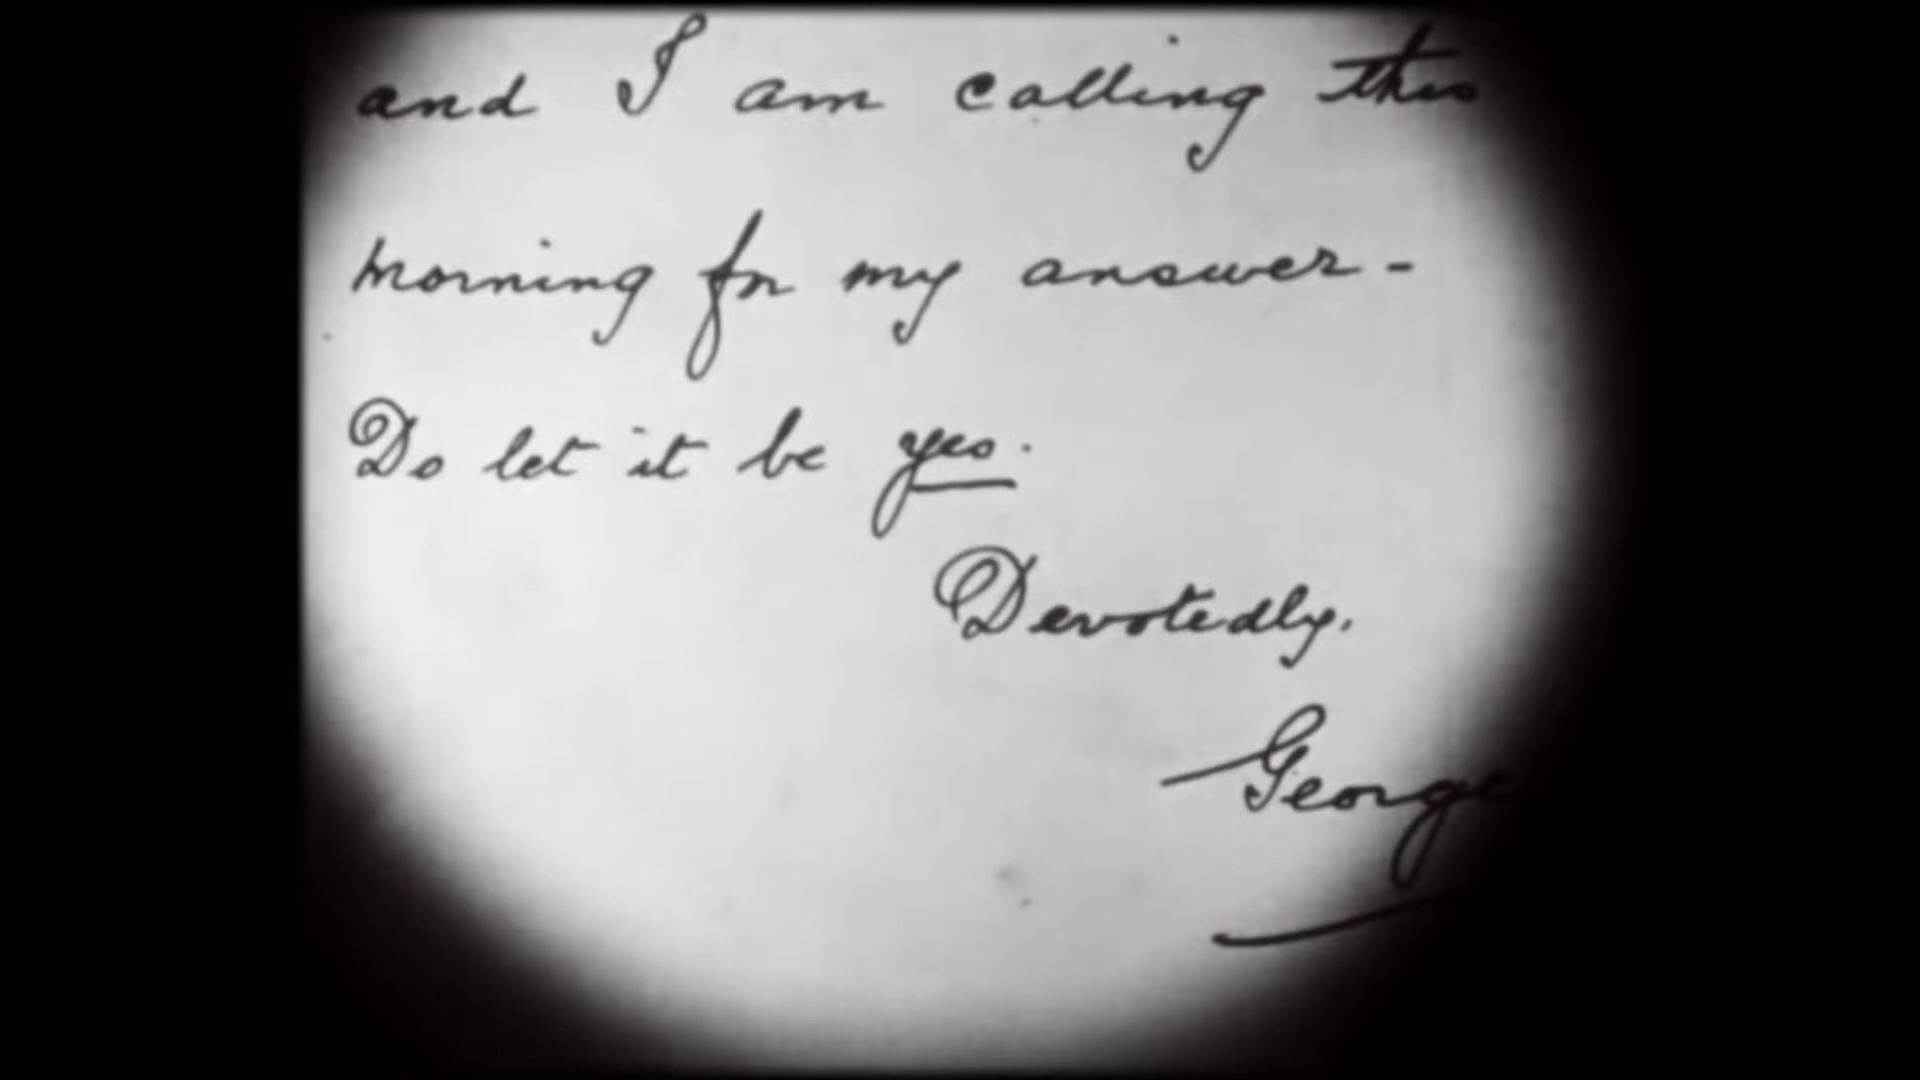 and I am calling this
morning for my answer -
Do let it be yes.
Devotedly.
George